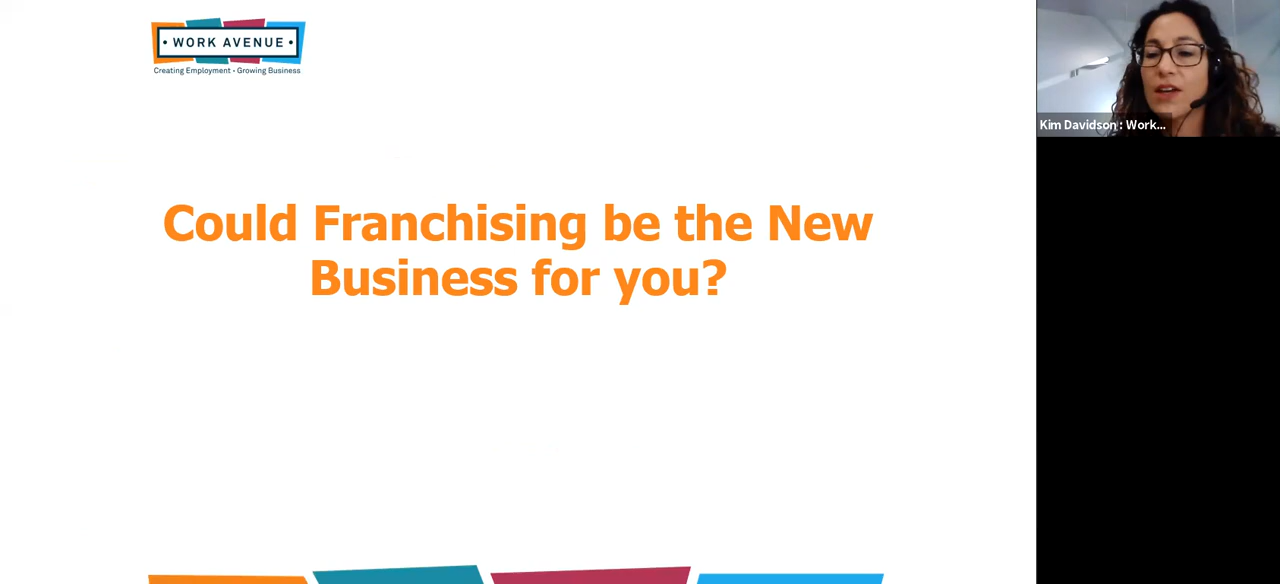 • WORK AVENUE •
Creating Employment • Growing Business
Kim Davidson : Work...
Could Franchising be the New
Business for you?